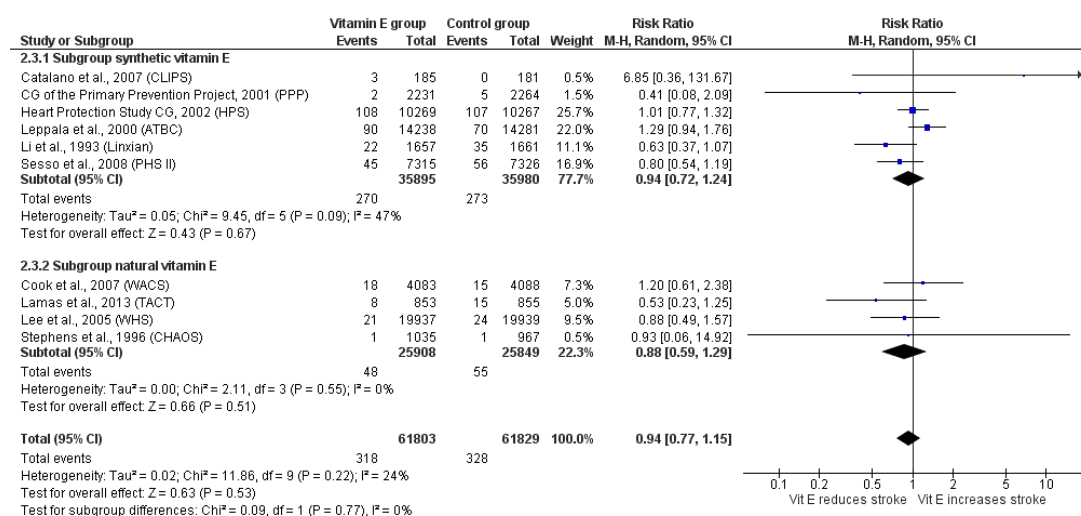 Vitamin E group Control group Risk Ratio Risk Ratio
Study or Subgroup Events Total Events Total Weight M-H, Random, 95% CI M-H, Random, 95% CI
2.3.1 Subgroup synthetic vitamin E
Catalano et al., 2007 (CLIPS) 3 185 0 181 0.5% 6.85 [0.36, 131.67]
CG of the Primary Prevention Project, 2001 (PPP) 2 2231 5 2264 1.5% 0.41 [0.08, 2.09]
Heart Protection Study CG, 2002 (HPS) 108 10269 107 10267 25.7% 1.01 [0.77, 1.32]
Leppala et al., 2000 (ATBC) 90 14238 70 14281 22.0% 1.29 [0.94, 1.76]
Li et al., 1993 (Linxian) 22 1657 35 1661 11.1% 0.63 [0.37, 1.07]
Sesso et al., 2008 (PHS II) 45 7315 56 7326 16.9% 0.80 [0.54, 1.19]
Subtotal (95% CI) 35895 35980 77.7% 0.94 [0.72, 1.24]
Total events 270 273
Heterogeneity: Tau² = 0.05; Chi² = 9.45, df = 5 (P = 0.09); I² = 47%
Test for overall effect: Z = 0.43 (P = 0.67)
2.3.2 Subgroup natural vitamin E
Cook et al., 2007 (WACS) 18 4083 15 4088 7.3% 1.20 [0.61, 2.38]
Lamas et al., 2013 (TACT) 8 853 15 855 5.0% 0.53 [0.23, 1.25]
Lee et al., 2005 (WHS) 21 19937 24 19939 9.5% 0.88 [0.49, 1.57]
Stephens et al., 1996 (CHAOS) 1 1035 1 967 0.5% 0.93 [0.06, 14.92]
Subtotal (95% CI) 25908 25849 22.3% 0.88 [0.59, 1.29]
Total events 48 55
Heterogeneity: Tau² = 0.00; Chi² = 2.11, df = 3 (P = 0.55); I² = 0%
Test for overall effect: Z = 0.66 (P = 0.51)
Total (95% CI) 61803 61829 100.0% 0.94 [0.77, 1.15]
Total events 318 328
Heterogeneity: Tau² = 0.02; Chi² = 11.86, df = 9 (P = 0.22); I² = 24%
Test for overall effect: Z = 0.63 (P = 0.53)
Test for subgroup differences: Chi² = 0.09, df = 1 (P = 0.77), I² = 0%
0.1 0.2 0.5 1 2 5 10
Vit E reduces stroke Vit E increases stroke